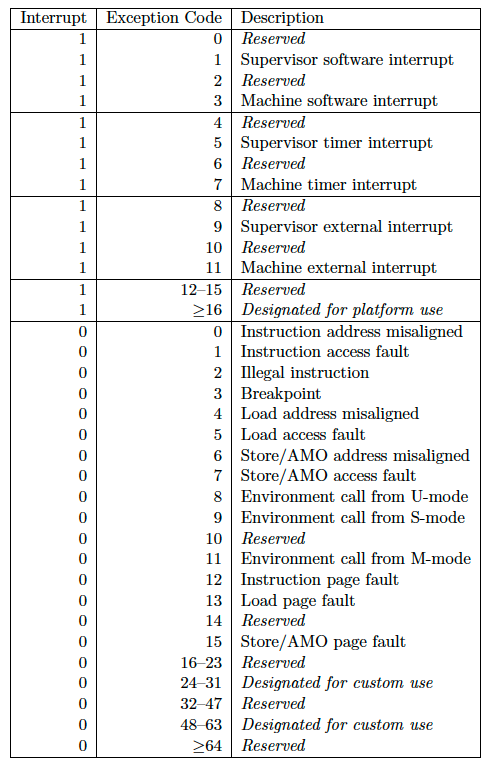 Interrupt Exception Code Description
1 0 Reserved
1 1 Supervisor software interrupt
1 2 Reserved
1 3 Machine software interrupt
1 4 Reserved
1 5 Supervisor timer interrupt
1 6 Reserved
1 7 Machine timer interrupt
1 8 Reserved
1 9 Supervisor external interrupt
1 10 Reserved
1 11 Machine external interrupt
1 12–15 Reserved
1 ≥16 Designated for platform use
0 0 Instruction address misaligned
0 1 Instruction access fault
0 2 Illegal instruction
0 3 Breakpoint
0 4 Load address misaligned
0 5 Load access fault
0 6 Store/AMO address misaligned
0 7 Store/AMO access fault
0 8 Environment call from U-mode
0 9 Environment call from S-mode
0 10 Reserved
0 11 Environment call from M-mode
0 12 Instruction page fault
0 13 Load page fault
0 14 Reserved
0 15 Store/AMO page fault
0 16–23 Reserved
0 24–31 Designated for custom use
0 32–47 Reserved
0 48–63 Designated for custom use
0 ≥64 Reserved